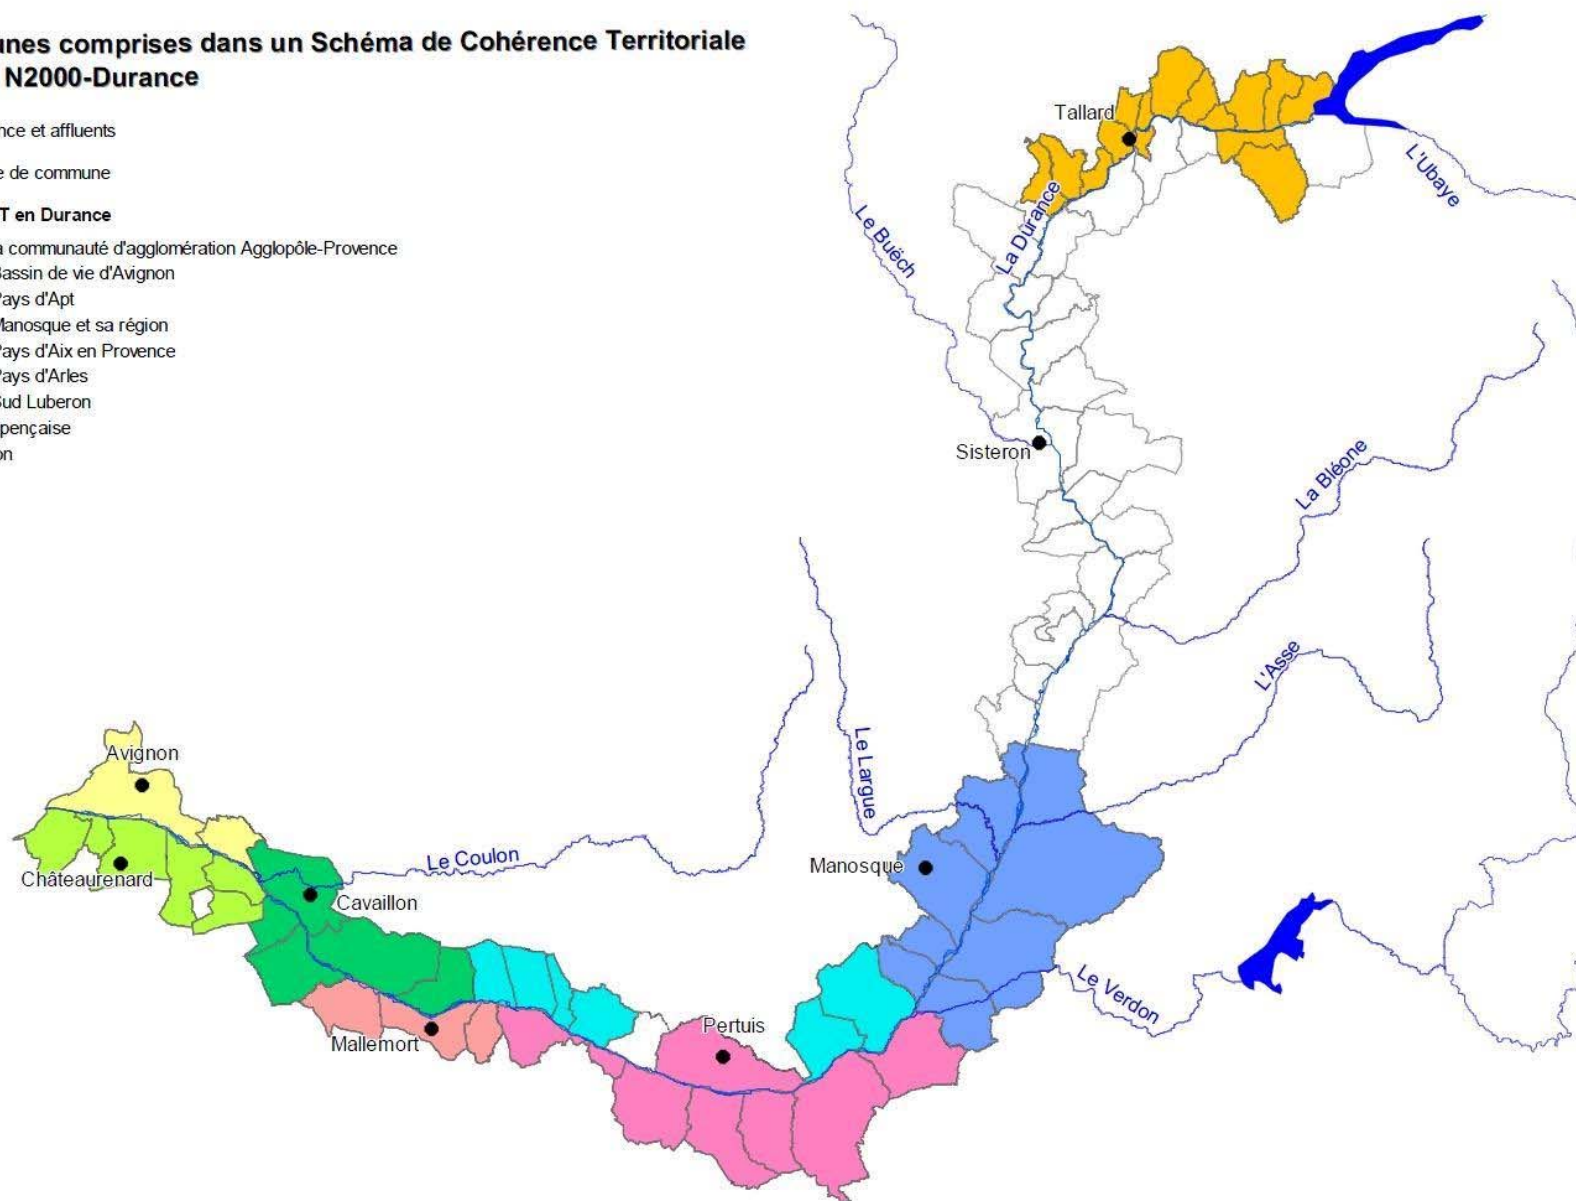 unes comprises dans un Schéma de Cohérence Territoriale
N2000-Durance
nce et affluents
e de commune
T en Durance
a communauté d'agglomération Agglopôle-Provence
Bassin de vie d'Avignon
Pays d'Apt
Manosque et sa région
Pays d'Aix en Provence
Pays d'Arles
Sud Luberon
pençaise
on
Tallard
L'Ubaye
La Durance
Le Buëch
Sisteron
La Bléone
L'Asse
Le Largue
Avignon
Châteaurenard
Le Coulon
Cavaillon
Manosque
Le Verdon
Mallemort
Pertuis